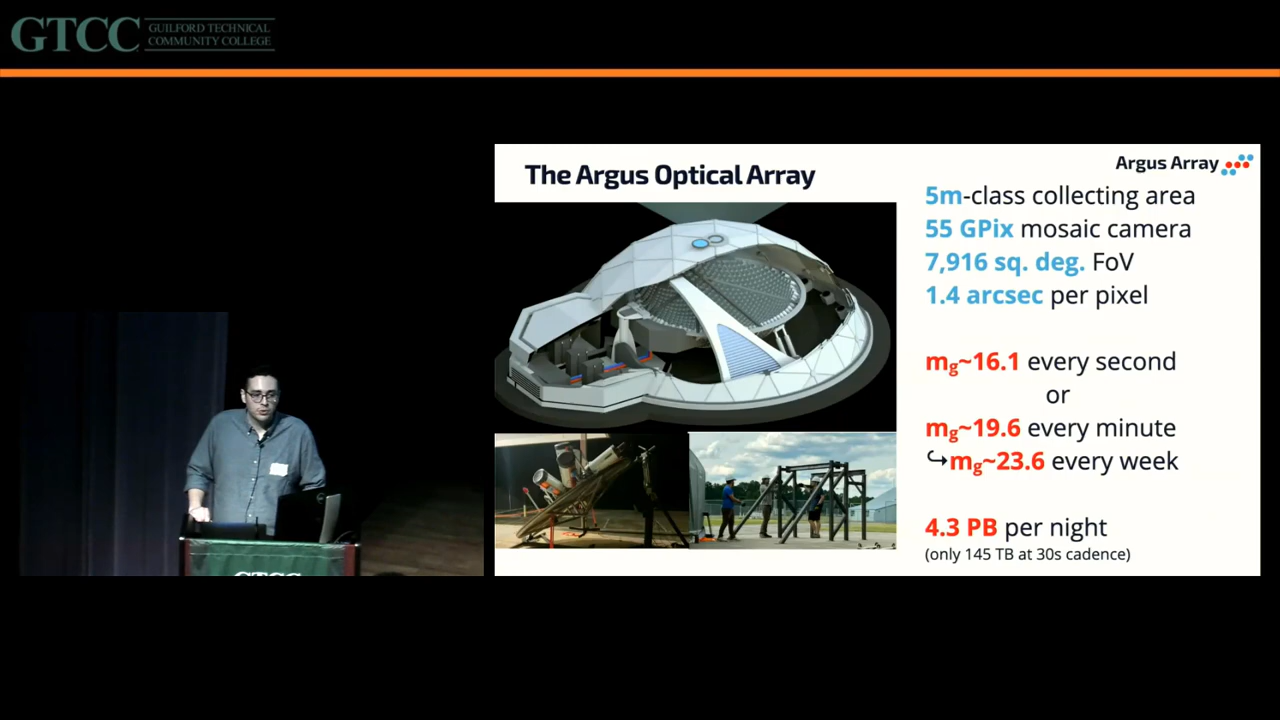 GTCC
GUILFORD TECHNICAL
COMMUNITY COLLEGE
The Argus Optical Array
Argus Array
5m-class collecting area
55 GPix mosaic camera
7,916 sq. deg. FoV
1.4 arcsec per pixel
mg~16.1 every second
or
mg~19.6 every minute
↪mg~23.6 every week
4.3 PB per night
(only 145 TB at 30s cadence)
GTCC